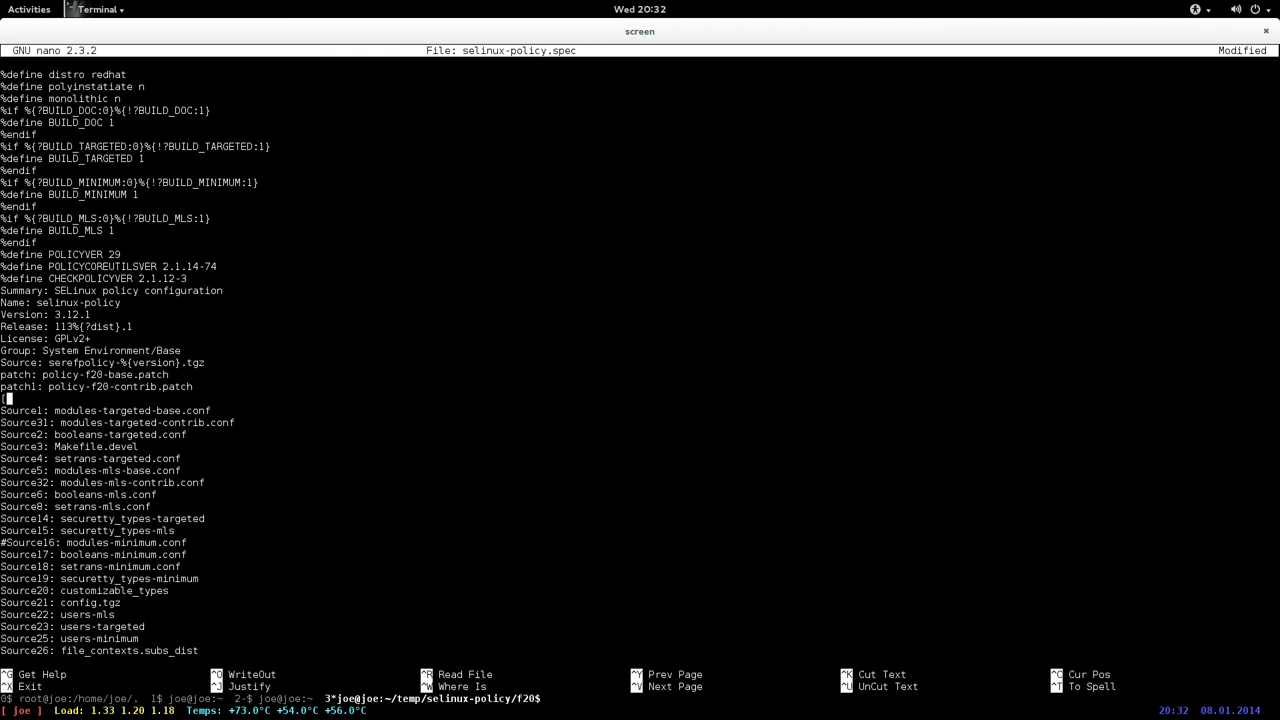 Activities Terminal Wed 20:32
screen ×
GNU nano 2.3.2 File: selinux-policy.spec Modified
%define distro redhat
%define polyinstatiate n
%define monolithic n
%if %{?BUILD_DOC:0}%{!?BUILD_DOC:1}
%define BUILD_DOC 1
%endif
%if %{?BUILD_TARGETED:0}%{!?BUILD_TARGETED:1}
%define BUILD_TARGETED 1
%endif
%if %{?BUILD_MINIMUM:0}%{!?BUILD_MINIMUM:1}
%define BUILD_MINIMUM 1
%endif
%if %{?BUILD_MLS:0}%{!?BUILD_MLS:1}
%define BUILD_MLS 1
%endif
%define POLICYVER 29
%define POLICYCOREUTILSVER 2.1.14-74
%define CHECKPOLICYVER 2.1.12-3
Summary: SELinux policy configuration
Name: selinux-policy
Version: 3.12.1
Release: 113%{?dist}.1
License: GPLv2+
Group: System Environment/Base
Source: serefpolicy-%{version}.tgz
patch: policy-f20-base.patch
patch1: policy-f20-contrib.patch
[
Source1: modules-targeted-base.conf
Source31: modules-targeted-contrib.conf
Source2: booleans-targeted.conf
Source3: Makefile.devel
Source4: setrans-targeted.conf
Source5: modules-mls-base.conf
Source32: modules-mls-contrib.conf
Source6: booleans-mls.conf
Source8: setrans-mls.conf
Source14: securetty_types-targeted
Source15: securetty_types-mls
#Source16: modules-minimum.conf
Source17: booleans-minimum.conf
Source18: setrans-minimum.conf
Source19: securetty_types-minimum
Source20: customizable_types
Source21: config.tgz
Source22: users-mls
Source23: users-targeted
Source25: users-minimum
Source26: file_contexts.subs_dist
^G Get Help ^O WriteOut ^R Read File ^Y Prev Page ^K Cut Text ^C Cur Pos
^X Exit ^J Justify ^W Where Is ^V Next Page ^U UnCut Text ^T To Spell
0$ root@joe:/home/joe/. 1$ joe@joe:~ 2-$ joe@joe:~ 3*joe@joe:~/temp/selinux-policy/f20$
[ joe ] Load: 1.33 1.20 1.18 Temps: +73.0°C +54.0°C +56.0°C 20:32 08.01.2014